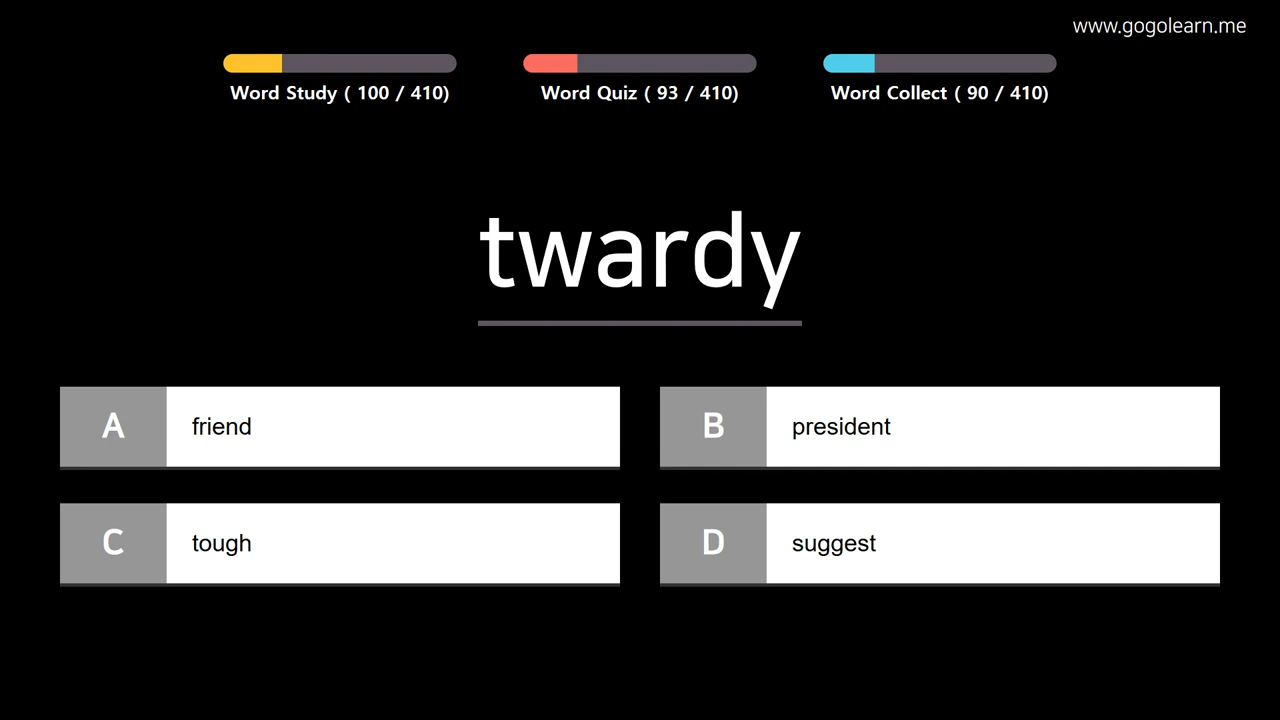 www.gogolearn.me
Word Study ( 100 / 410)
Word Quiz ( 93 / 410)
Word Collect ( 90 / 410)
twardy
A friend
B president
C tough
D suggest